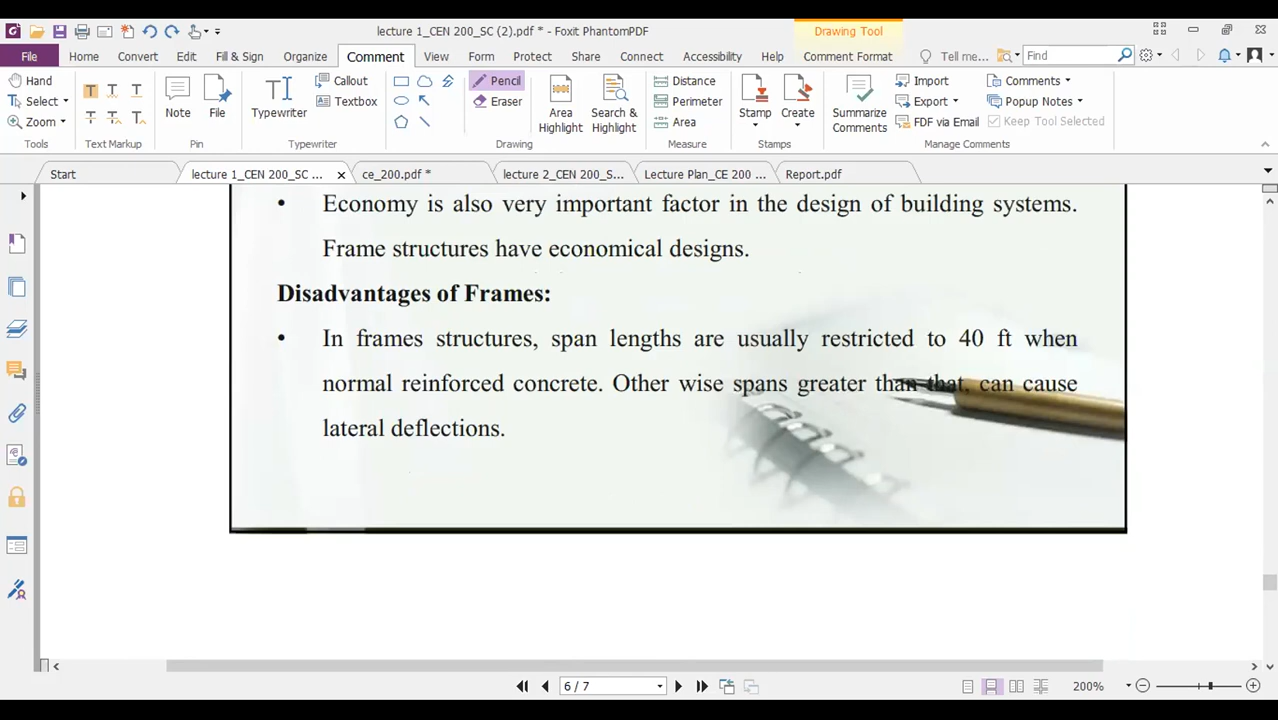 lecture 1_CEN 200_SC (2).pdf * - Foxit PhantomPDF
Drawing Tool
File Home Convert Edit Fill & Sign Organize Comment View Form Protect Share Connect Accessibility Help Comment Format Tell me... Find
Hand
Select
Zoom
Tools
Text Markup
Note
File
Pin
Typewriter
Callout
Textbox
Typewriter
Pencil
Eraser
Area Highlight
Search & Highlight
Drawing
Distance
Perimeter
Area
Measure
Stamp
Create
Stamps
Summarize Comments
Import
Export
FDF via Email
Comments
Popup Notes
Keep Tool Selected
Manage Comments
Start
lecture 1_CEN 200_SC ...
ce_200.pdf *
lecture 2_CEN 200_S...
Lecture Plan_CE 200 ...
Report.pdf
• Economy is also very important factor in the design of building systems.
Frame structures have economical designs.
Disadvantages of Frames:
• In frames structures, span lengths are usually restricted to 40 ft when
normal reinforced concrete. Other wise spans greater than that, can cause
lateral deflections.
6 / 7
200%